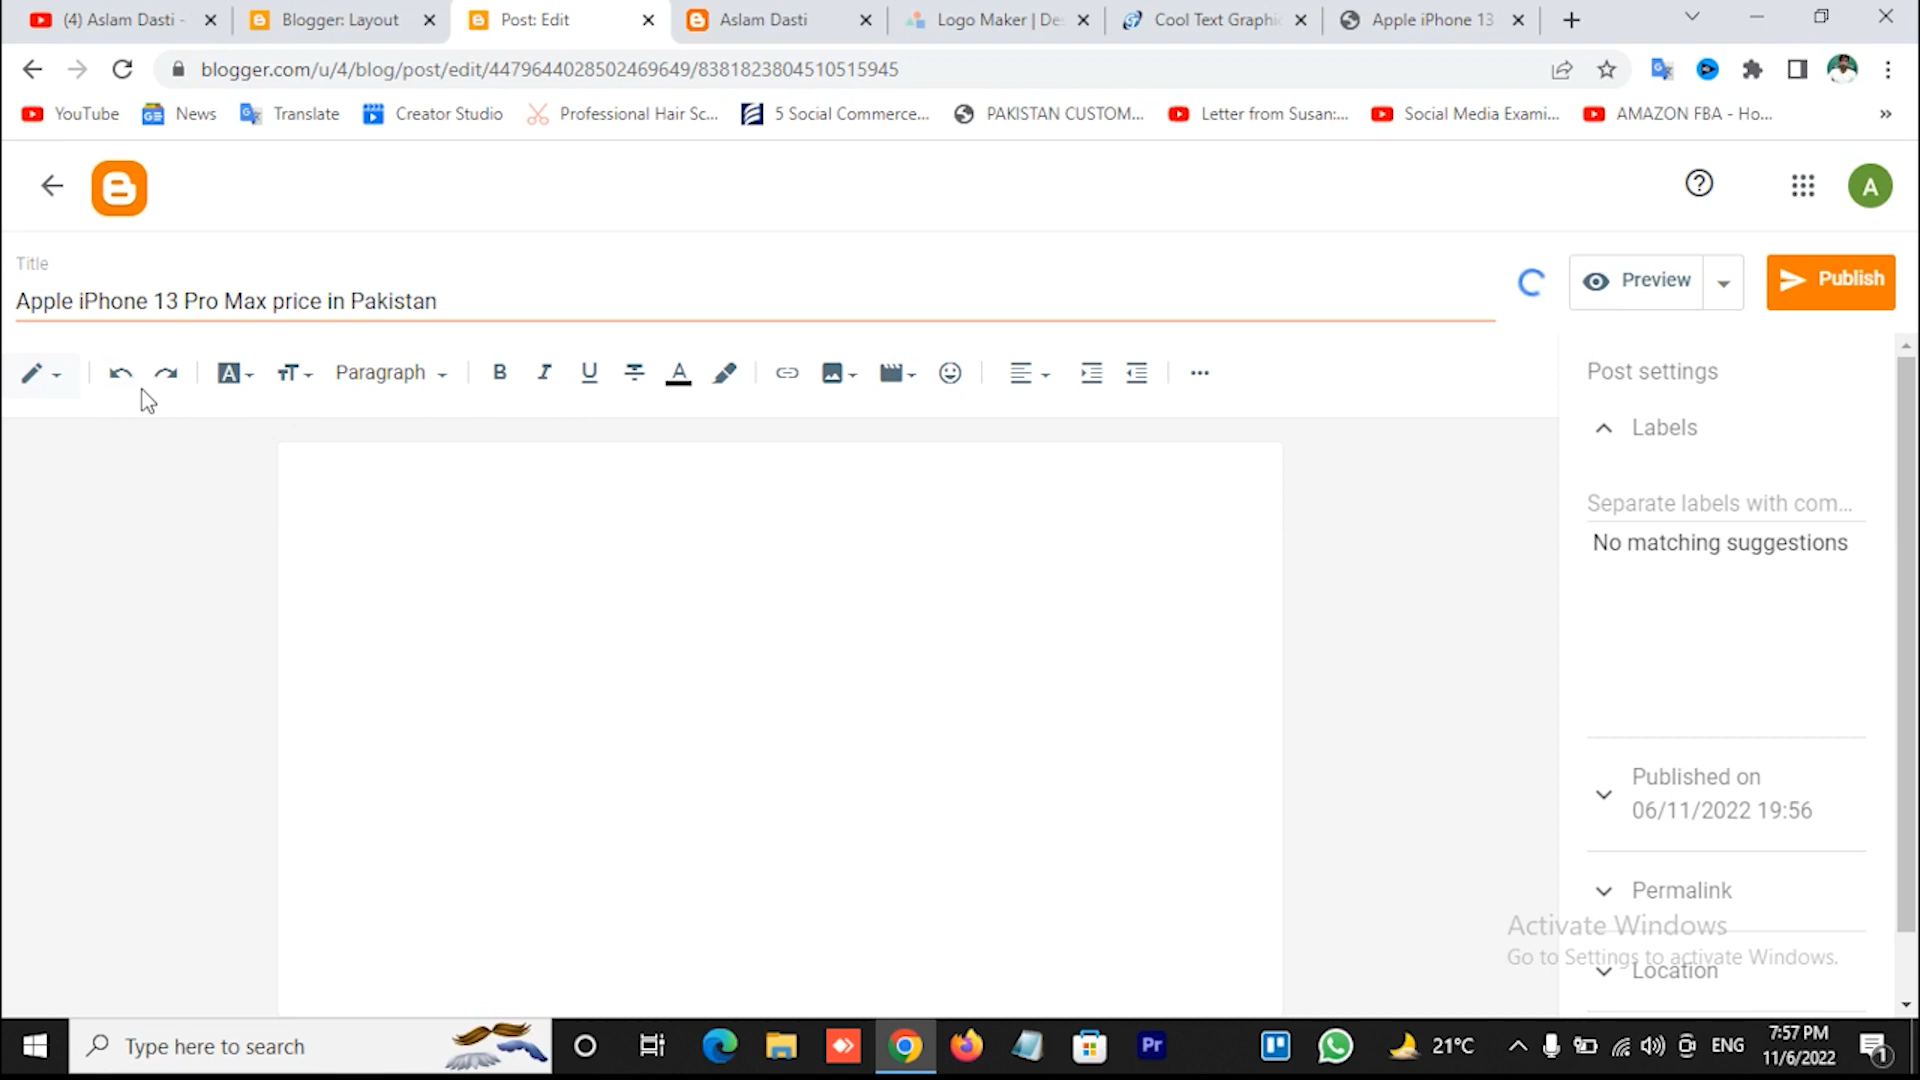 (4) Aslam Dasti -
Blogger: Layout
Post: Edit
Aslam Dasti
Logo Maker | De
Cool Text Graphi
Apple iPhone 13
blogger.com/u/4/blog/post/edit/4479644028502469649/8381823804510515945
YouTube
News
Translate
Creator Studio
Professional Hair Sc...
5 Social Commerce...
PAKISTAN CUSTOM...
Letter from Susan:...
Social Media Exami...
AMAZON FBA - Ho...
A
Title
Apple iPhone 13 Pro Max price in Pakistan
Preview
Publish
Paragraph
Post settings
Labels
Separate labels with com...
No matching suggestions
Published on
06/11/2022 19:56
Permalink
Activate Windows
Go to Settings to activate Windows.
Location
Type here to search
Pr
21°C
ENG
7:57 PM
11/6/2022
1